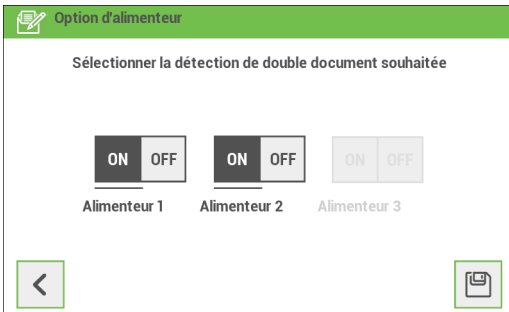 Option d'alimenteur
Sélectionner la détection de double document souhaitée
ON OFF ON OFF ON OFF
Alimenteur 1 Alimenteur 2 Alimenteur 3